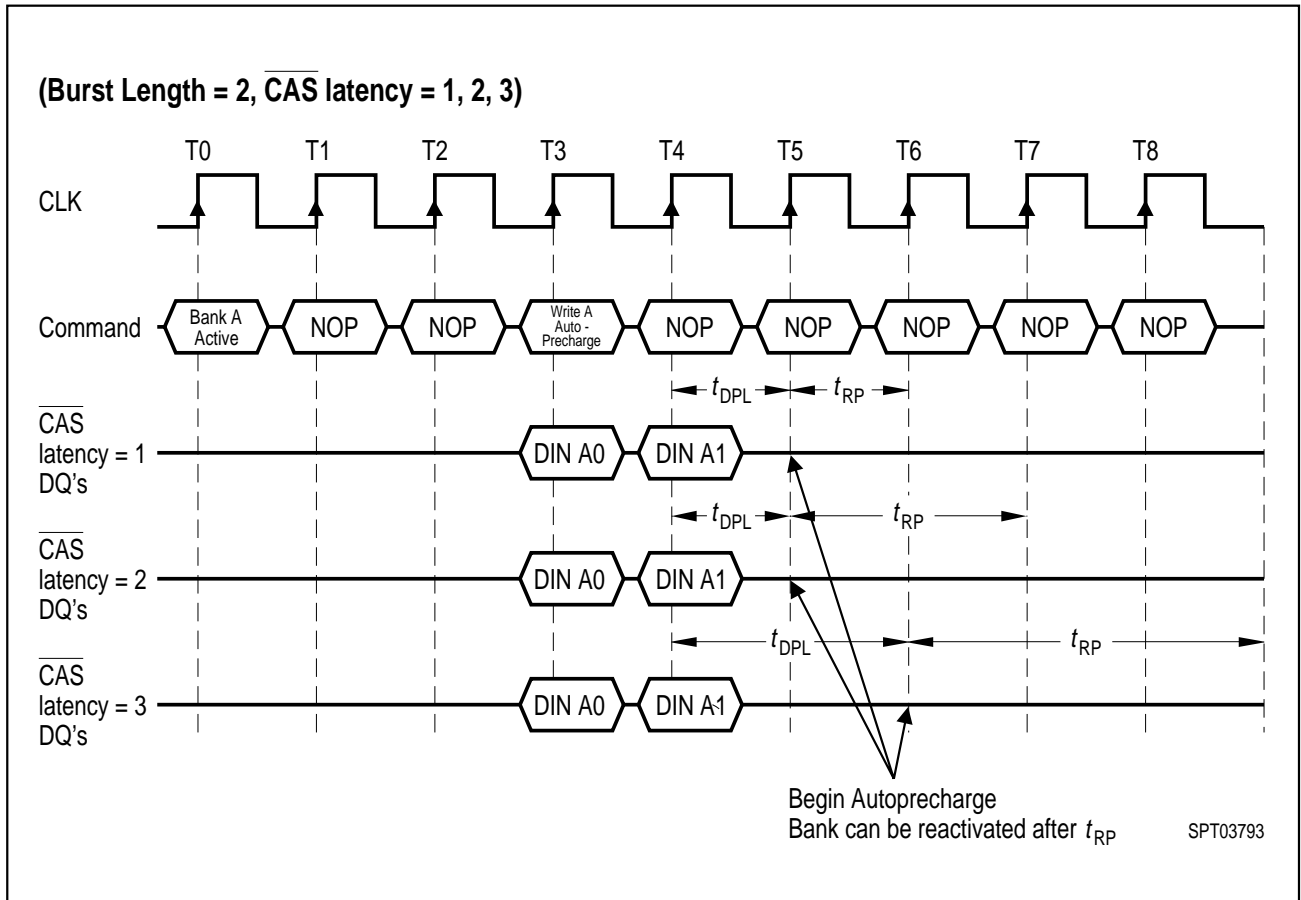 (Burst Length = 2, CAS latency = 1, 2, 3)
T0 T1 T2 T3 T4 T5 T6 T7 T8
CLK
Command
Bank A
Active
NOP
NOP
Write A
Auto -
Precharge
NOP
NOP
NOP
NOP
NOP
tDPL tRP
CAS
latency = 1
DQ's
DIN A0 DIN A1
tDPL tRP
CAS
latency = 2
DQ's
DIN A0 DIN A1
tDPL tRP
CAS
latency = 3
DQ's
DIN A0 DIN A1
Begin Autoprecharge
Bank can be reactivated after tRP
SPT03793